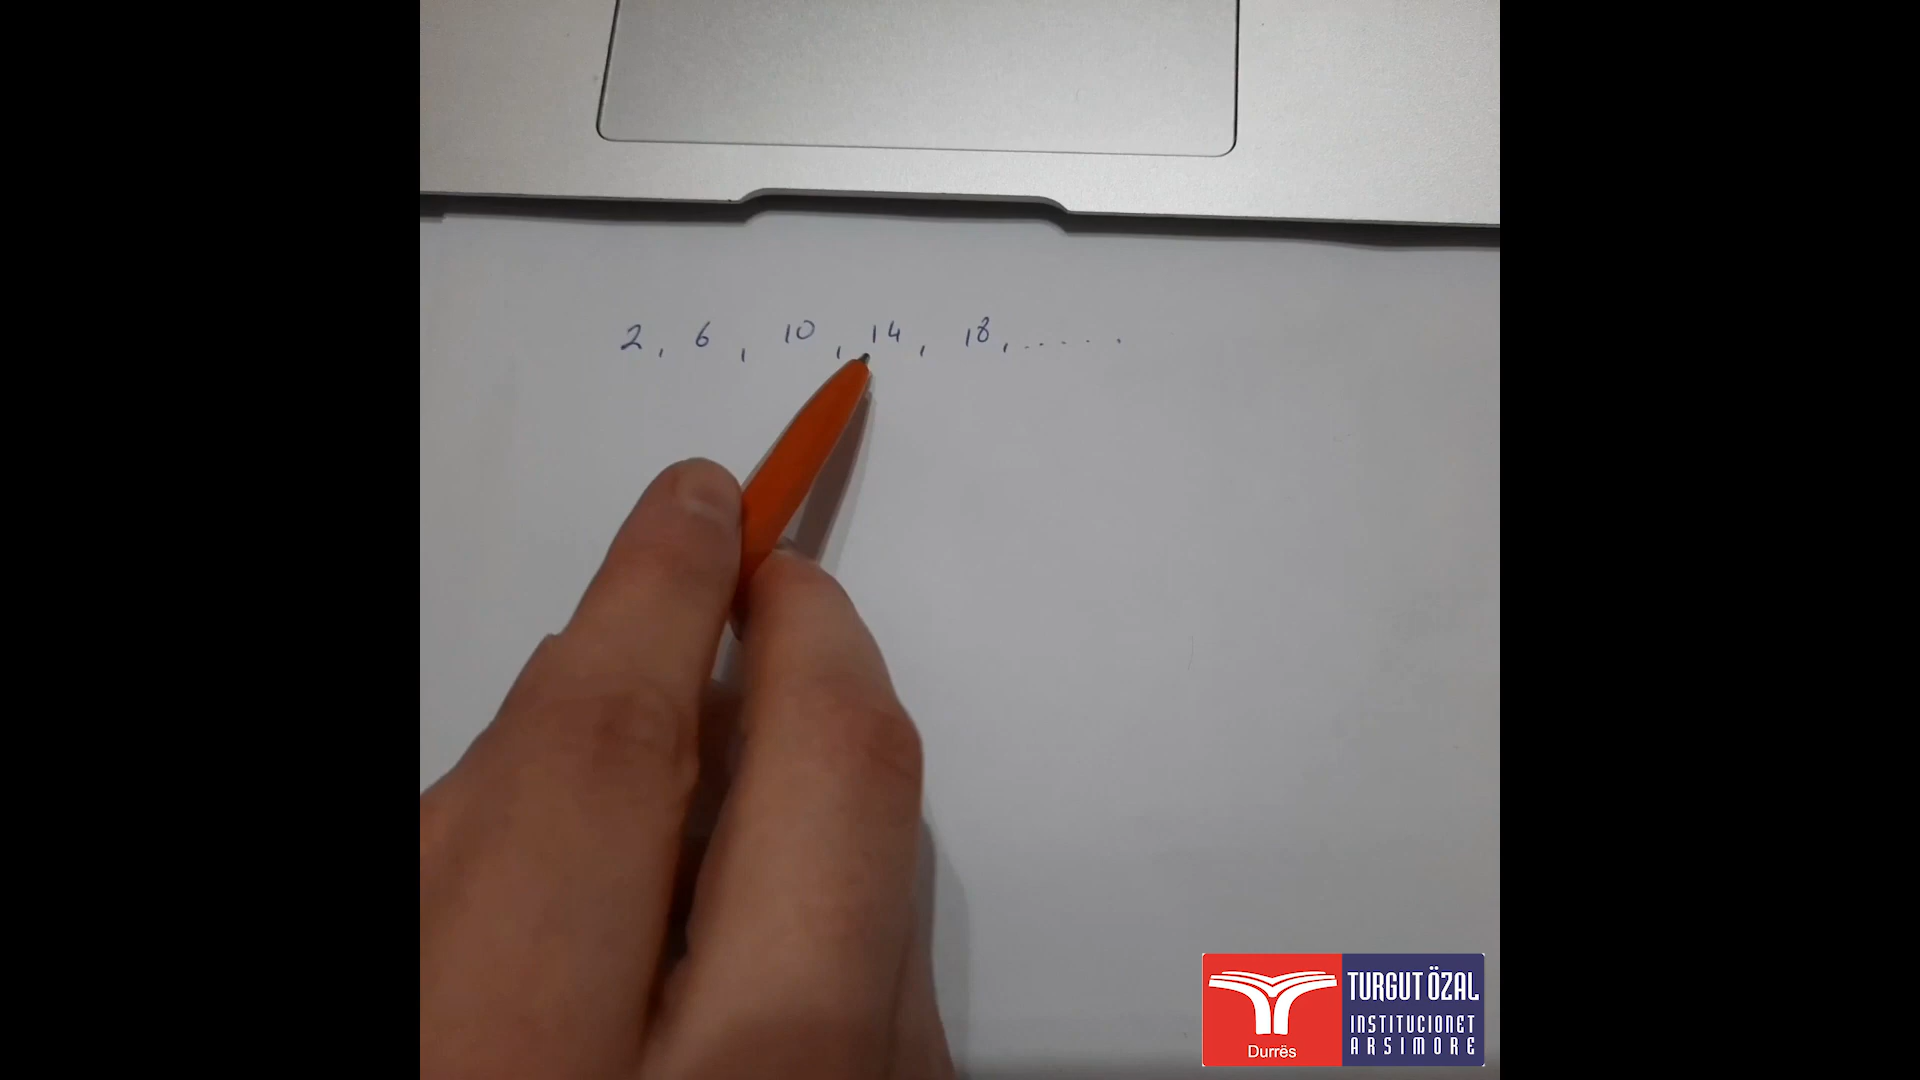 2, 6, 10, 14, 18, .....
TURGUT ÖZAL
INSTITUCIONET
ARSIMORE
Durrës